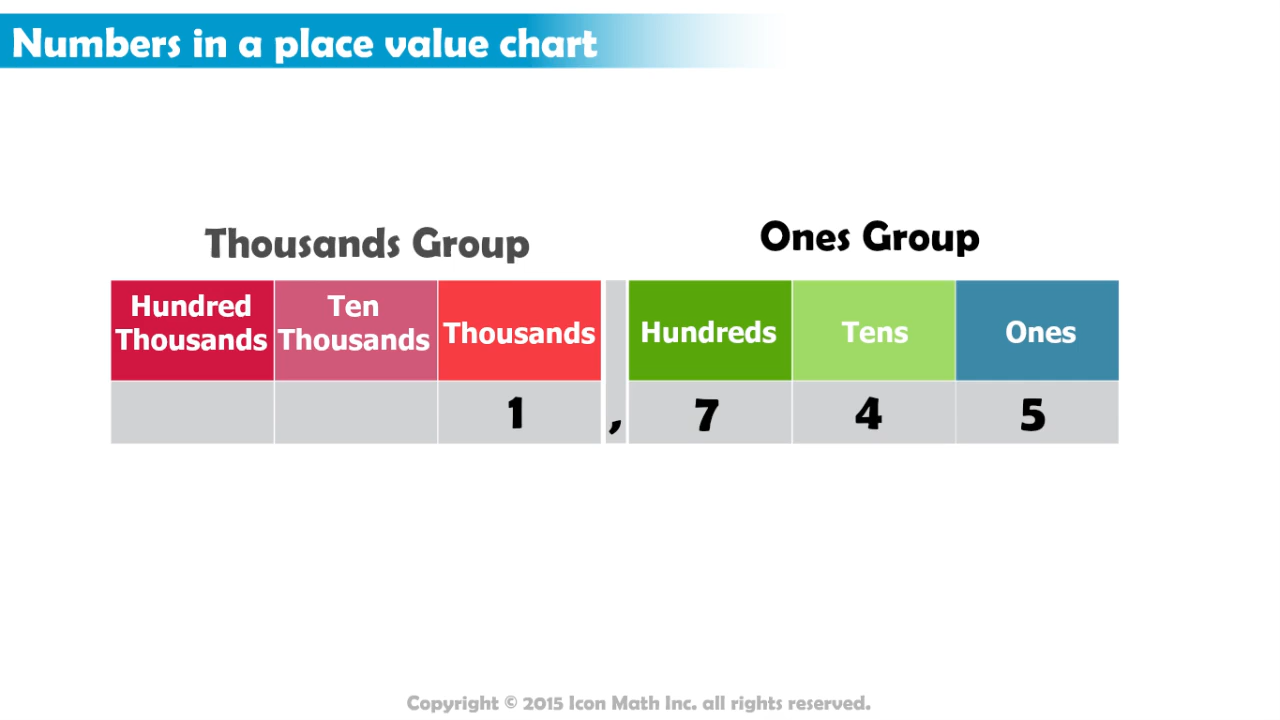 Numbers in a place value chart
Thousands Group
Ones Group
Hundred Thousands
Ten Thousands
Thousands
Hundreds
Tens
Ones
1 , 7 4 5
Copyright © 2015 Icon Math Inc. all rights reserved.